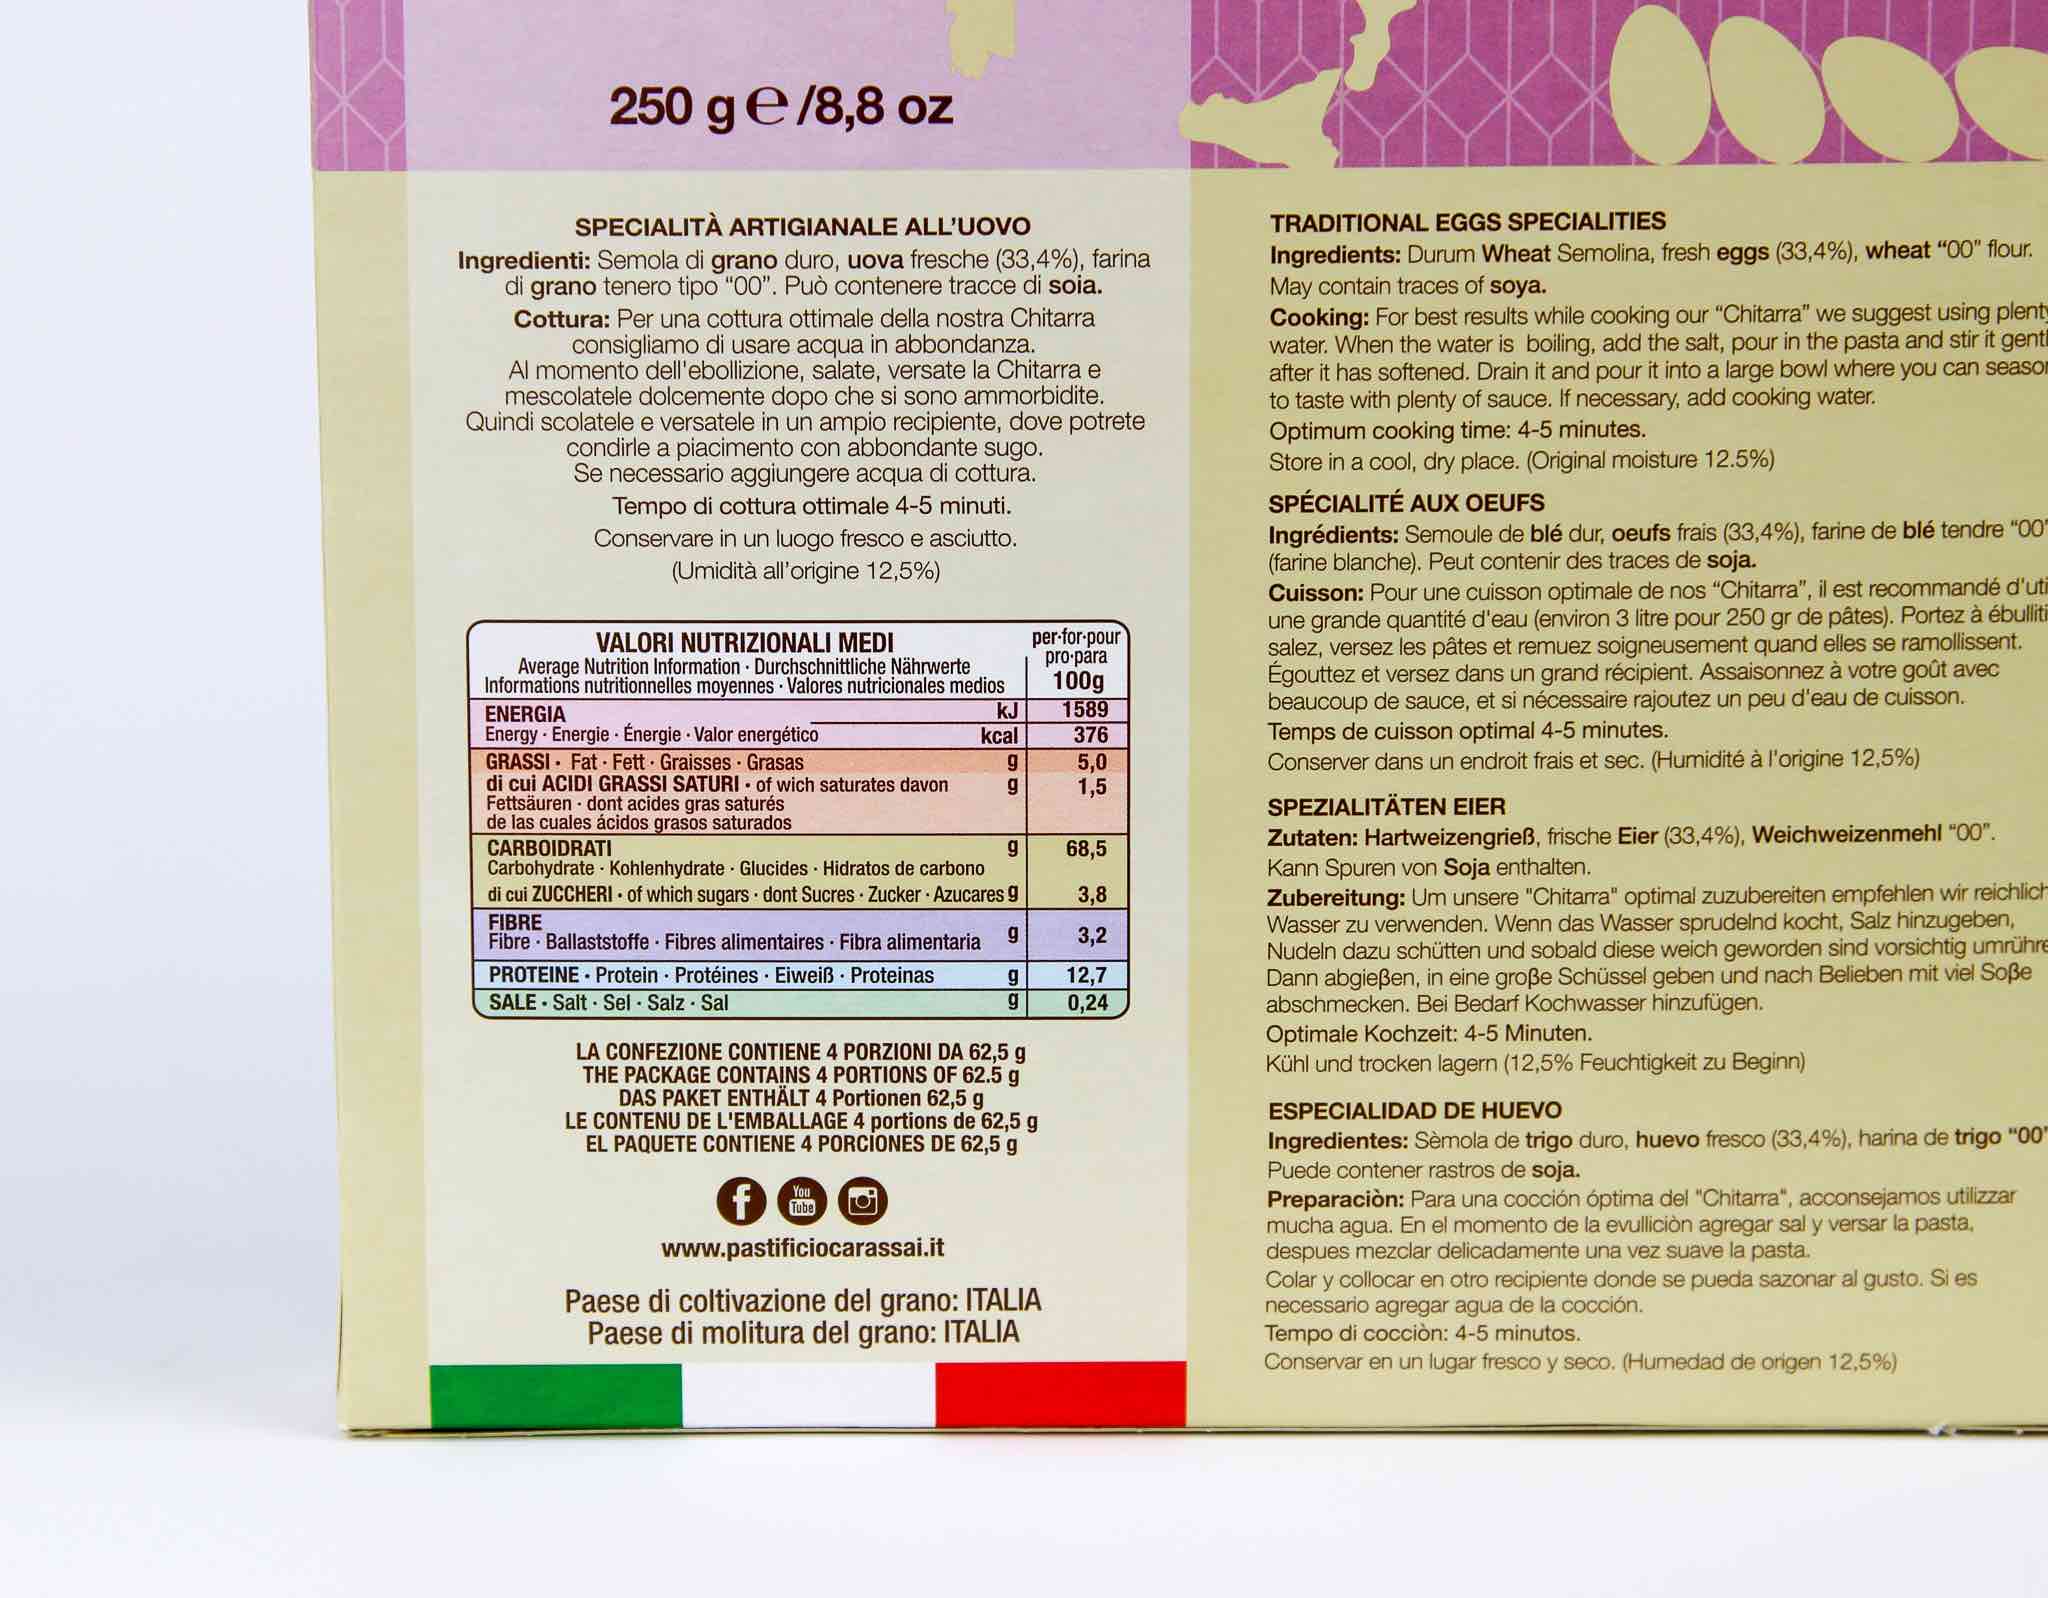 250 g e /8,8 oz
SPECIALITÀ ARTIGIANALE ALL'UOVO
Ingredienti: Semola di grano duro, uova fresche (33,4%), farina
di grano tenero tipo "00". Può contenere tracce di soia.
Cottura: Per una cottura ottimale della nostra Chitarra
consigliamo di usare acqua in abbondanza.
Al momento dell'ebollizione, salate, versate la Chitarra e
mescolatele dolcemente dopo che si sono ammorbidite.
Quindi scolatele e versatele in un ampio recipiente, dove potrete
condirle a piacimento con abbondante sugo.
Se necessario aggiungere acqua di cottura.
Tempo di cottura ottimale 4-5 minuti.
Conservare in un luogo fresco e asciutto.
(Umidità all'origine 12,5%)
VALORI NUTRIZIONALI MEDI per·for·pour
Average Nutrition Information · Durchschnittliche Nährwerte pro·para
Informations nutritionnelles moyennes · Valores nutricionales medios 100g
ENERGIA kJ 1589
Energy · Energie · Énergie · Valor energético kcal 376
GRASSI · Fat · Fett · Graisses · Grasas g 5,0
di cui ACIDI GRASSI SATURI · of wich saturates davon g 1,5
Fettsäuren · dont acides gras saturés
de las cuales ácidos grasos saturados
CARBOIDRATI g 68,5
Carbohydrate · Kohlenhydrate · Glucides · Hidratos de carbono
di cui ZUCCHERI · of which sugars · dont Sucres · Zucker · Azucares g 3,8
FIBRE
Fibre · Ballaststoffe · Fibres alimentaires · Fibra alimentaria g 3,2
PROTEINE · Protein · Protéines · Eiweiß · Proteinas g 12,7
SALE · Salt · Sel · Salz · Sal g 0,24
LA CONFEZIONE CONTIENE 4 PORZIONI DA 62,5 g
THE PACKAGE CONTAINS 4 PORTIONS OF 62.5 g
DAS PAKET ENTHÄLT 4 Portionen 62,5 g
LE CONTENU DE L'EMBALLAGE 4 portions de 62,5 g
EL PAQUETE CONTIENE 4 PORCIONES DE 62,5 g
f You Tube
www.pastificiocarassai.it
Paese di coltivazione del grano: ITALIA
Paese di molitura del grano: ITALIA
TRADITIONAL EGGS SPECIALITIES
Ingredients: Durum Wheat Semolina, fresh eggs (33,4%), wheat "00" flour.
May contain traces of soya.
Cooking: For best results while cooking our "Chitarra" we suggest using plenty
water. When the water is boiling, add the salt, pour in the pasta and stir it gentl
after it has softened. Drain it and pour it into a large bowl where you can season
to taste with plenty of sauce. If necessary, add cooking water.
Optimum cooking time: 4-5 minutes.
Store in a cool, dry place. (Original moisture 12.5%)
SPÉCIALITÉ AUX OEUFS
Ingrédients: Semoule de blé dur, oeufs frais (33,4%), farine de blé tendre "00"
(farine blanche). Peut contenir des traces de soja.
Cuisson: Pour une cuisson optimale de nos "Chitarra", il est recommandé d'uti
une grande quantité d'eau (environ 3 litre pour 250 gr de pâtes). Portez à ébulliti
salez, versez les pâtes et remuez soigneusement quand elles se ramollissent.
Égouttez et versez dans un grand récipient. Assaisonnez à votre goût avec
beaucoup de sauce, et si nécessaire rajoutez un peu d'eau de cuisson.
Temps de cuisson optimal 4-5 minutes.
Conserver dans un endroit frais et sec. (Humidité à l'origine 12,5%)
SPEZIALITÄTEN EIER
Zutaten: Hartweizengrieß, frische Eier (33,4%), Weichweizenmehl "00".
Kann Spuren von Soja enthalten.
Zubereitung: Um unsere "Chitarra" optimal zuzubereiten empfehlen wir reichlich
Wasser zu verwenden. Wenn das Wasser sprudelnd kocht, Salz hinzugeben,
Nudeln dazu schütten und sobald diese weich geworden sind vorsichtig umrühre
Dann abgießen, in eine große Schüssel geben und nach Belieben mit viel Soße
abschmecken. Bei Bedarf Kochwasser hinzufügen.
Optimale Kochzeit: 4-5 Minuten.
Kühl und trocken lagern (12,5% Feuchtigkeit zu Beginn)
ESPECIALIDAD DE HUEVO
Ingredientes: Sèmola de trigo duro, huevo fresco (33,4%), harina de trigo "00"
Puede contener rastros de soja.
Preparaciòn: Para una cocción óptima del "Chitarra", acconsejamos utilizzar
mucha agua. En el momento de la evulliciòn agregar sal y versar la pasta,
despues mezclar delicadamente una vez suave la pasta.
Colar y collocar en otro recipiente donde se pueda sazonar al gusto. Si es
necessario agregar agua de la cocción.
Tempo di cocciòn: 4-5 minutos.
Conservar en un lugar fresco y seco. (Humedad de origen 12,5%)